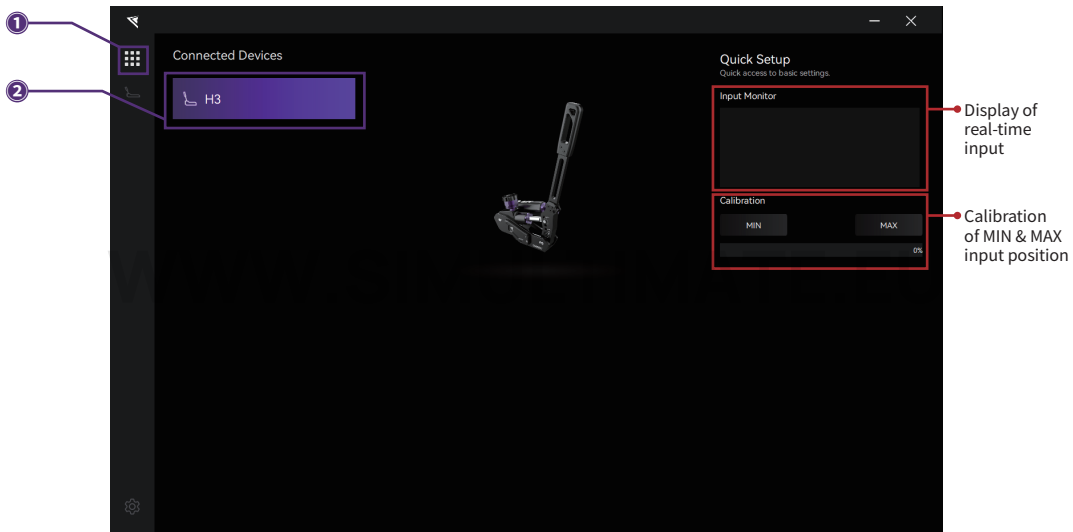 1
2
Connected Devices
H3
Quick Setup
Quick access to basic settings.
Input Monitor
Display of
real-time
input
Calibration
MIN
MAX
0%
Calibration
of MIN & MAX
input position